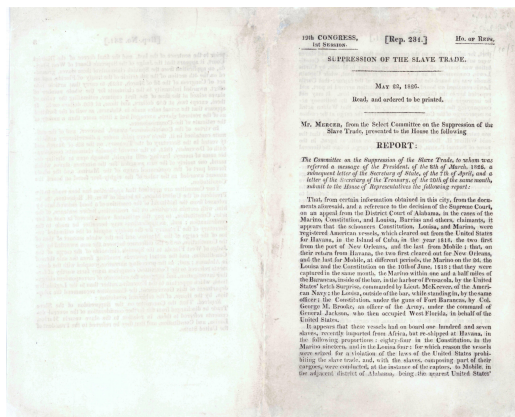 19th CONGRESS,
1st Session.
[Rep. 231.]
Ho. of Reps.
SUPPRESSION OF THE SLAVE TRADE.
May 22, 1826.
Read, and ordered to be printed.
Mr. Mercer, from the Select Committee on the Suppression of the
Slave Trade, presented to the House the following
REPORT:
The Committee on the Suppression of the Slave Trade, to whom was
referred a message of the President, of the 6th of March, 1826, a
subsequent letter of the Secretary of State, of the 7th of April, and a
letter of the Secretary of the Treasury, of the 20th of the same month,
submit to the House of Representatives the following report:
That, from certain information obtained in this city, from the docu-
ments aforesaid, and a reference to the decision of the Supreme Court,
on an appeal from the District Court of Alabama, in the cases of the
Marino, Constitution, and Louisa, Barrias and others, claimants, it
appears that the schooners Constitution, Louisa, and Marino, were
registered American vessels, which cleared out from the United States
for Havana, in the Island of Cuba, in the year 1818, the two first
from the port of New Orleans, and the last from Mobile; that, on
their return from Havana, the two first cleared out for New Orleans,
and the last for Mobile, at different periods, the Marino on the 2d, the
Louisa and the Constitution on the 10th of June, 1818; that they were
captured in the same month, the Marino within one and a half miles of
the Barancas, inside of the bar, in the harbor of Pensacola, by the United
States' ketch Surprise, commanded by Lieut. McKeever, of the Ameri-
can Navy; the Louisa, outside of the bar, while standing in, by the same
officer; the Constitution, under the guns of Fort Barancas, by Col.
George M. Brooke, an officer of the Army, under the command of
General Jackson, who then occupied West Florida, in behalf of the
United States.
It appears that these vessels had on board one hundred and seven
slaves, recently imported from Africa, but re-shipped at Havana, in
the following proportions: eighty-four in the Constitution, in the
Marino nineteen, and in the Louisa four: for which reason the vessels
were seized for a violation of the laws of the United States prohi-
biting the slave trade, and, with the slaves, composing part of their
cargoes, were conducted, at the instance of the captors, to Mobile, in
the adjacent district of Alabama, being the nearest United States'